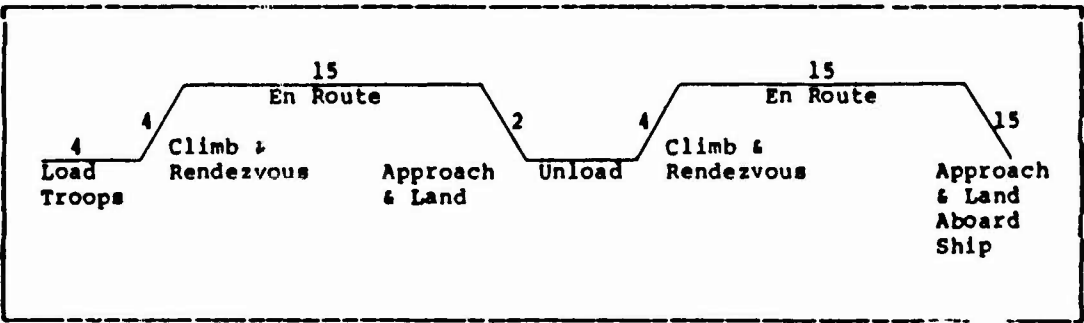 15
En Route
4
4
Load
Troops
Climb &
Rendezvous
2
Approach
& Land
Unload
4
Climb &
Rendezvous
15
En Route
15
Approach
& Land
Aboard
Ship